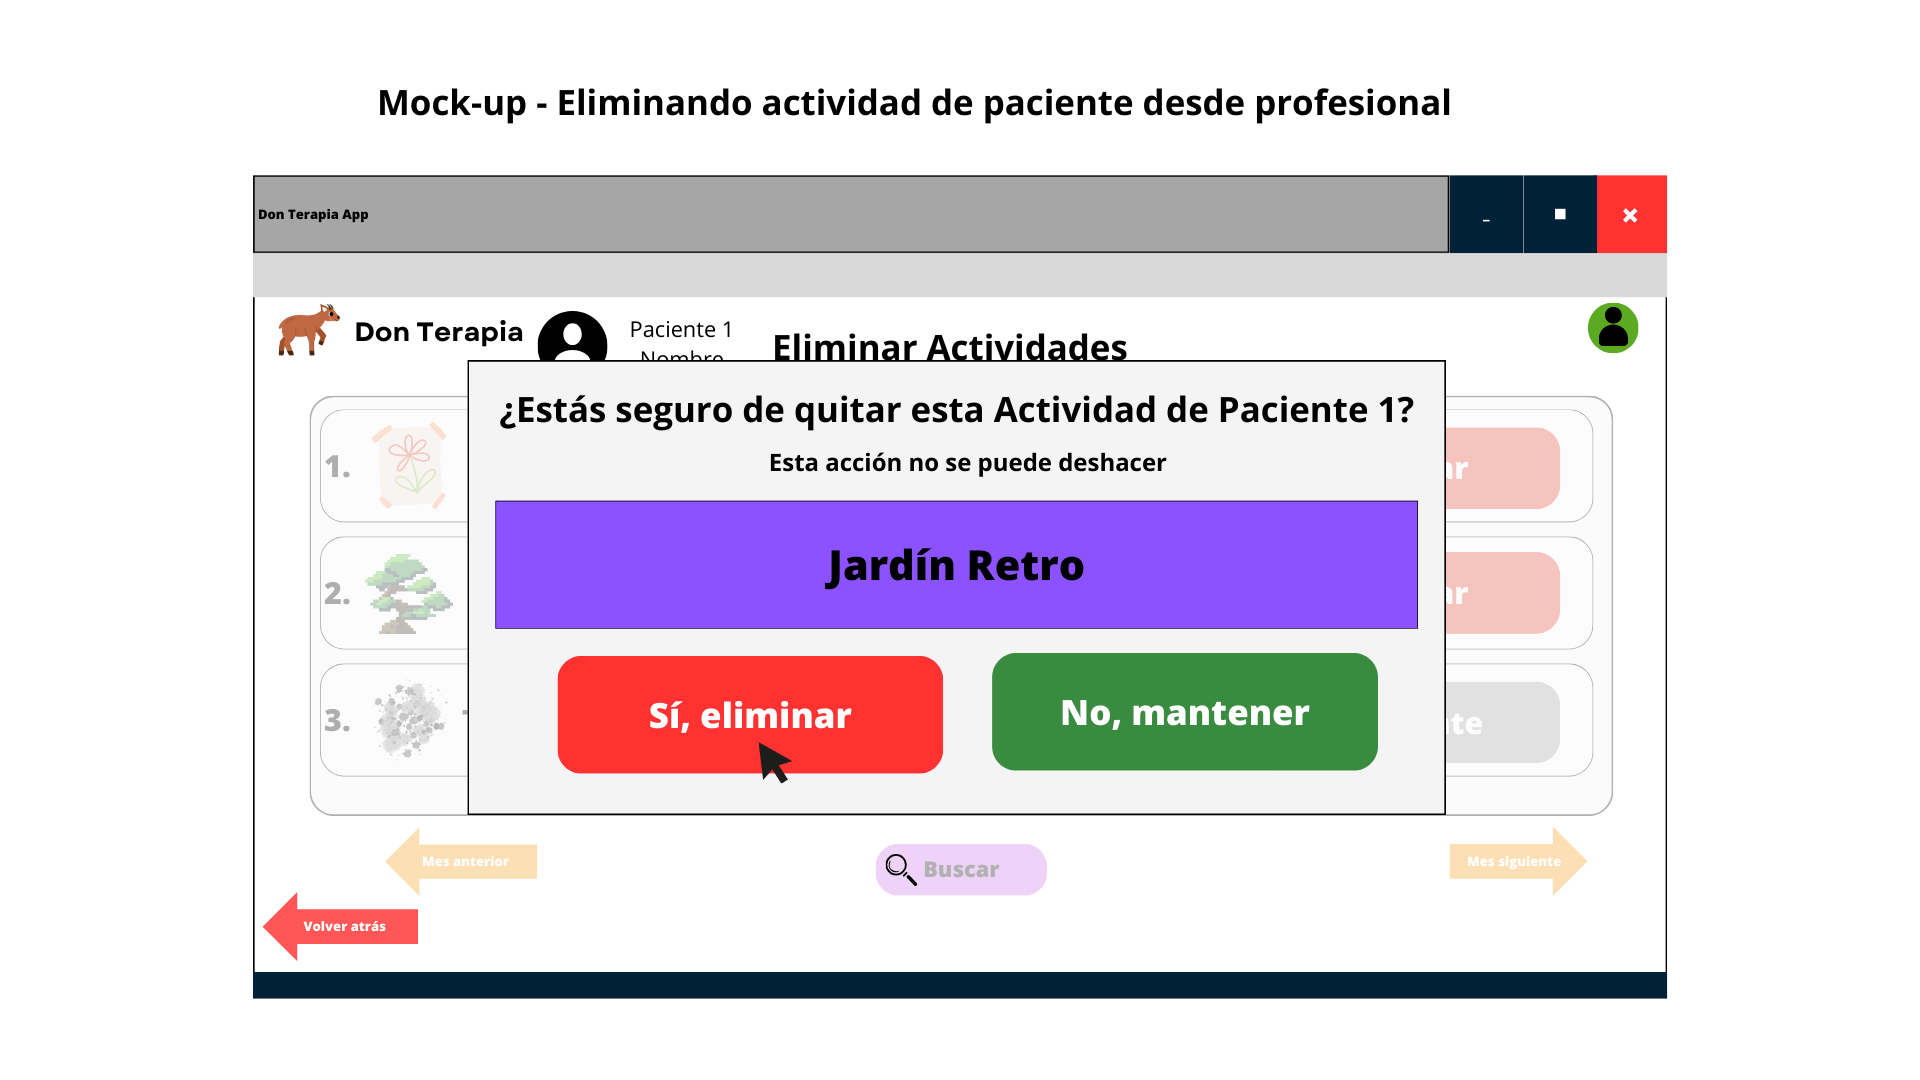 Mock-up - Eliminando actividad de paciente desde profesional
Don Terapia App
Don Terapia
Paciente 1
Nombre
Eliminar Actividades
¿Estás seguro de quitar esta Actividad de Paciente 1?
Esta acción no se puede deshacer
Jardín Retro
Sí, eliminar
No, mantener
1.
2.
3.
Mes anterior
Buscar
Mes siguiente
Volver atrás